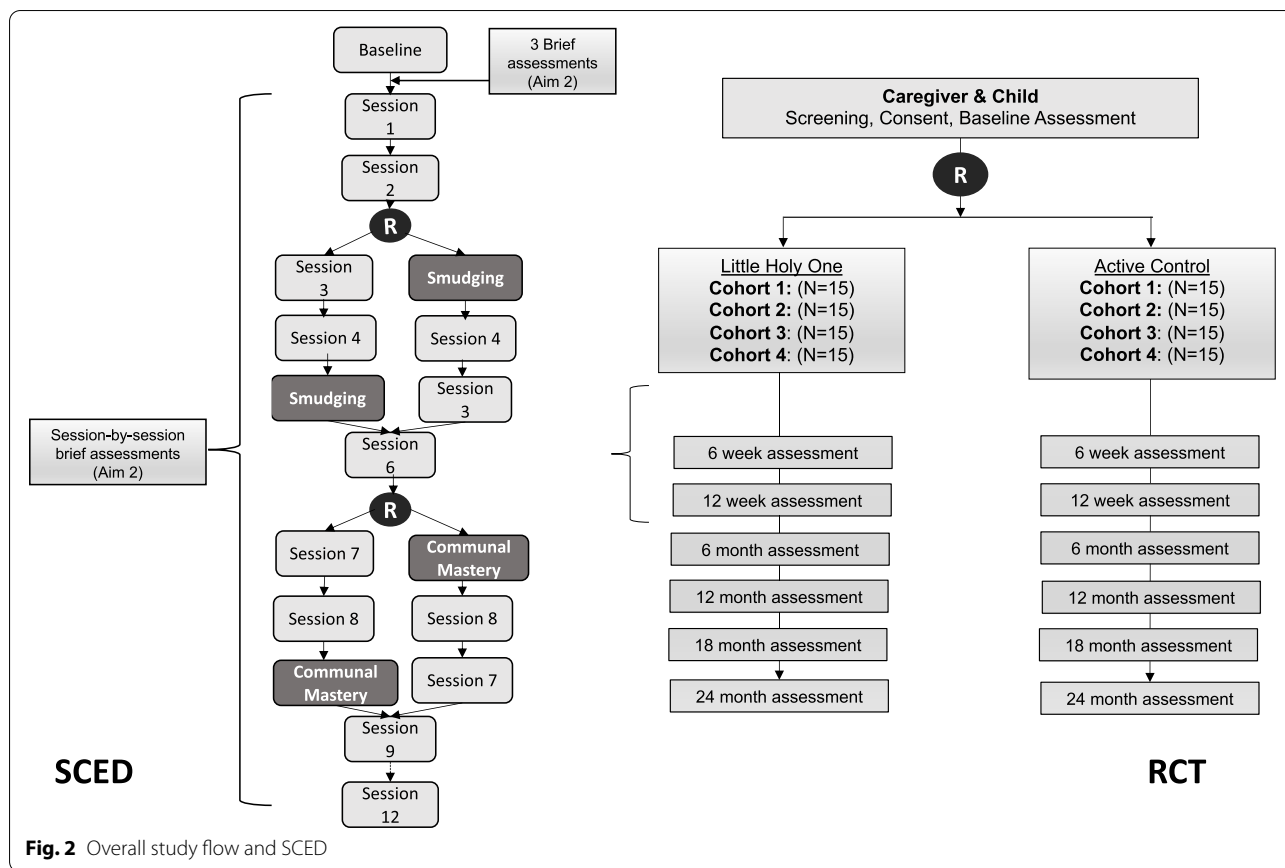 Baseline
3 Brief
assessments
(Aim 2)
Session
1
Session
2
R
Session
3
Smudging
Session 4
Session 4
Smudging
Session
3
Session-by-session
brief assessments
(Aim 2)
Session
6
R
Session 7
Communal
Mastery
Session 8
Session 8
Communal
Mastery
Session 7
Session
9
Session
12
SCED
Caregiver & Child
Screening, Consent, Baseline Assessment
R
Little Holy One
Cohort 1: (N=15)
Cohort 2: (N=15)
Cohort 3: (N=15)
Cohort 4: (N=15)
Active Control
Cohort 1: (N=15)
Cohort 2: (N=15)
Cohort 3: (N=15)
Cohort 4: (N=15)
6 week assessment
6 week assessment
12 week assessment
12 week assessment
6 month assessment
6 month assessment
12 month assessment
12 month assessment
18 month assessment
18 month assessment
24 month assessment
24 month assessment
RCT
Fig. 2 Overall study flow and SCED